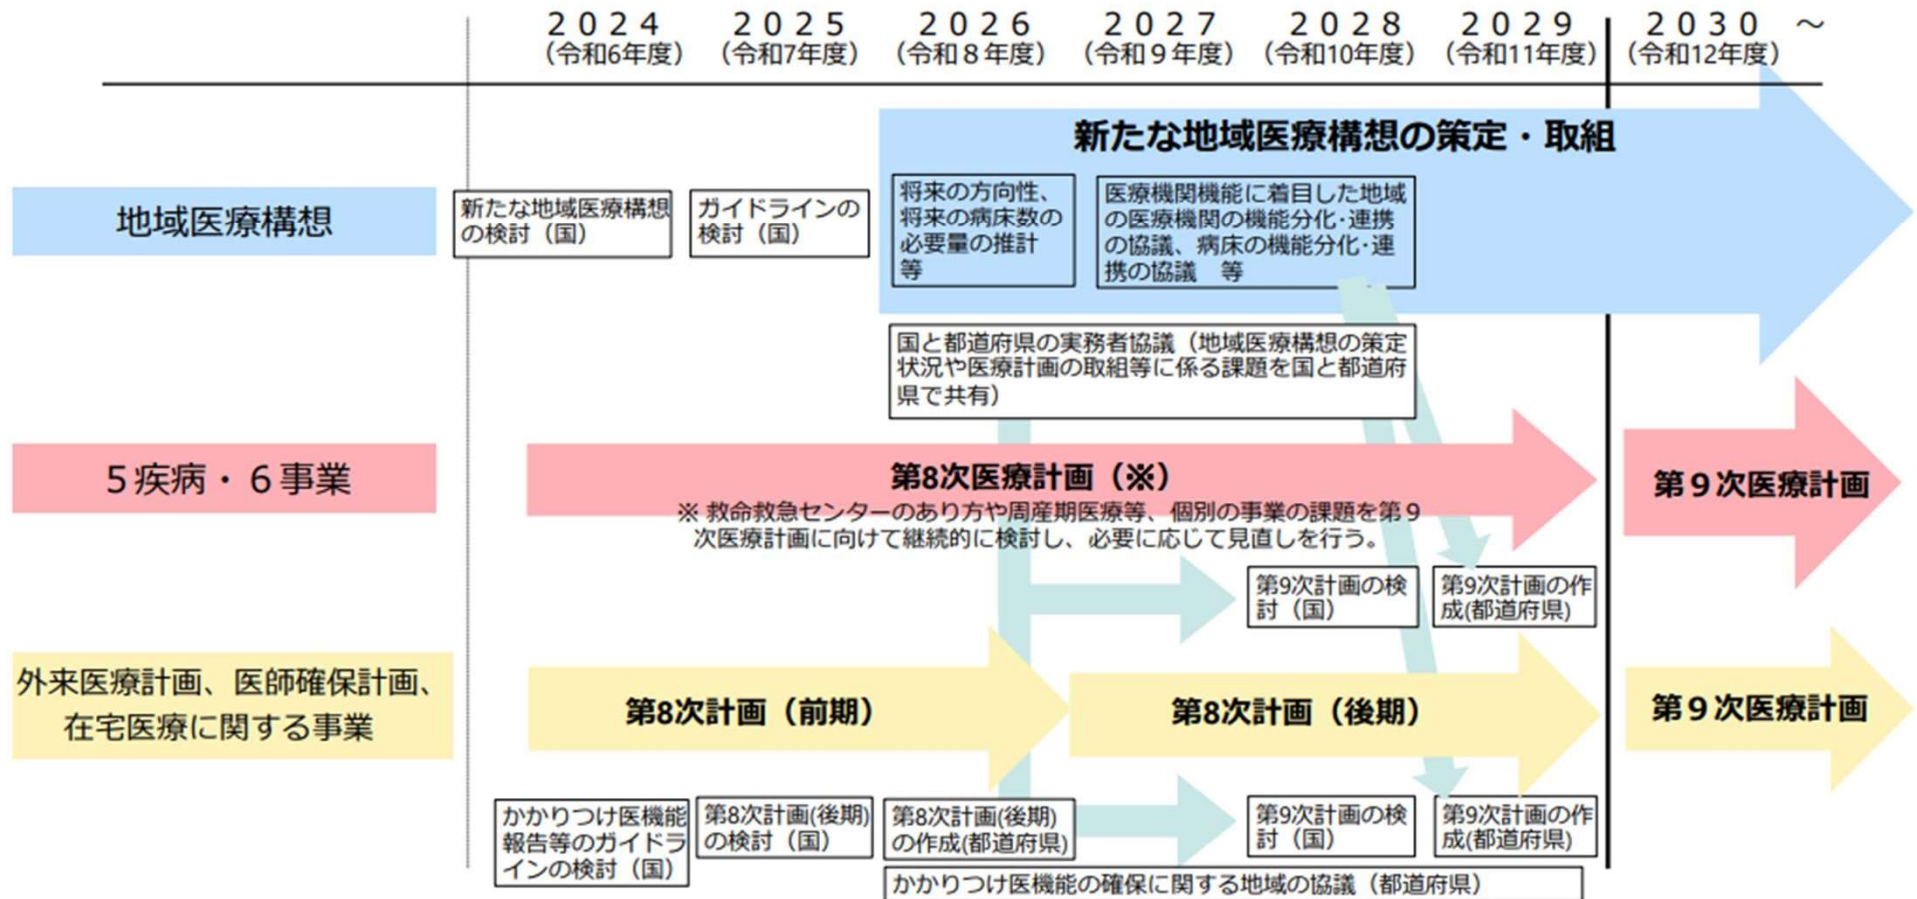 ２０２４　２０２５　２０２６　２０２７　２０２８　２０２９　２０３０　～
（令和6年度）（令和7年度）（令和８年度）（令和９年度）（令和10年度）（令和11年度）（令和12年度）
新たな地域医療構想の策定・取組
地域医療構想
新たな地域医療構想
の検討（国）
ガイドラインの
検討（国）
将来の方向性、
将来の病床数の
必要量の推計
等
医療機関機能に着目した地域
の医療機関の機能分化･連携
の協議、病床の機能分化･連
携の協議　等
国と都道府県の実務者協議（地域医療構想の策定
状況や医療計画の取組等に係る課題を国と都道府
県で共有）
５疾病・６事業
第8次医療計画（※）
※ 救命救急センターのあり方や周産期医療等、個別の事業の課題を第９
次医療計画に向けて継続的に検討し、必要に応じて見直しを行う。
第９次医療計画
第9次計画の検
討（国）
第9次計画の作
成(都道府県)
外来医療計画、医師確保計画、
在宅医療に関する事業
第8次計画（前期）
第8次計画（後期）
第９次医療計画
かかりつけ医機能
報告等のガイドラ
インの検討（国）
第8次計画(後期)
の検討（国）
第8次計画(後期)
の作成(都道府県)
第9次計画の検
討（国）
第9次計画の作
成(都道府県)
かかりつけ医機能の確保に関する地域の協議（都道府県）